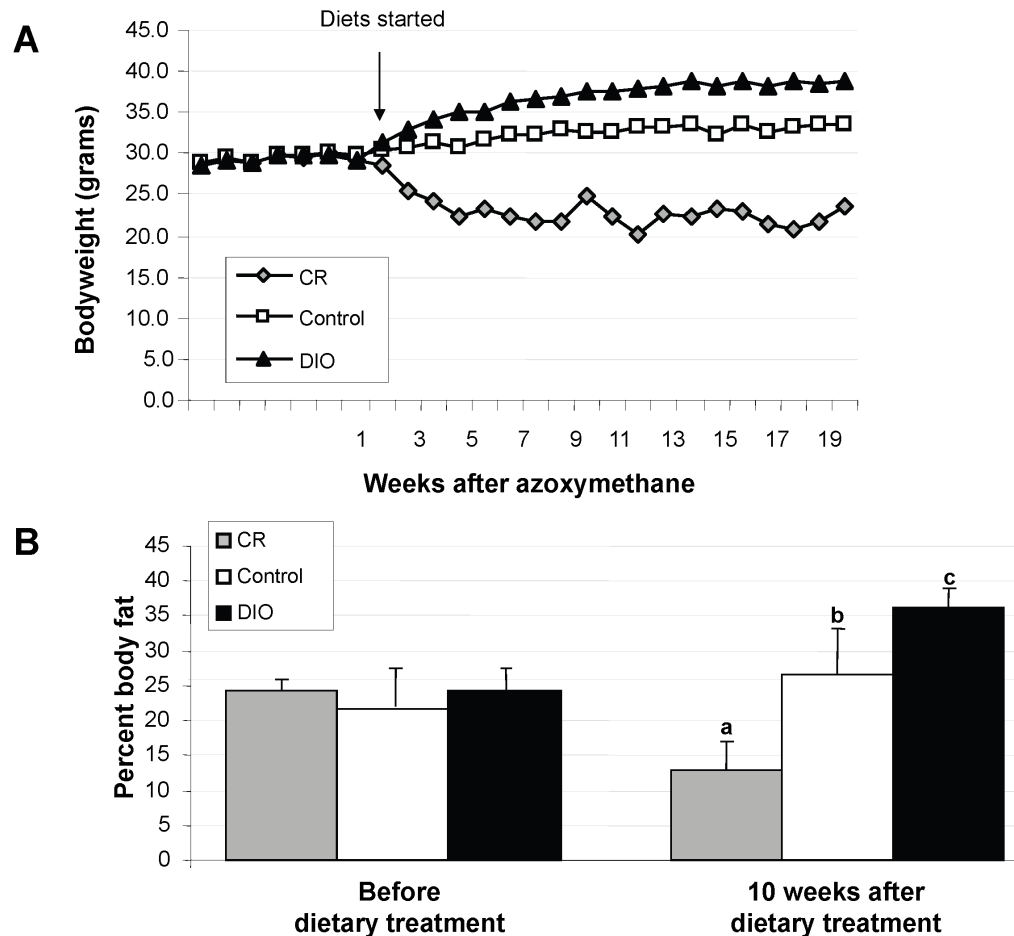 A
Diets started
Bodyweight (grams)
45.0
40.0
35.0
30.0
25.0
20.0
15.0
10.0
5.0
0.0
CR
Control
DIO
1 3 5 7 9 11 13 15 17 19
Weeks after azoxymethane
B
Percent body fat
45
40
35
30
25
20
15
10
5
0
CR
Control
DIO
a
b
c
Before
dietary treatment
10 weeks after
dietary treatment